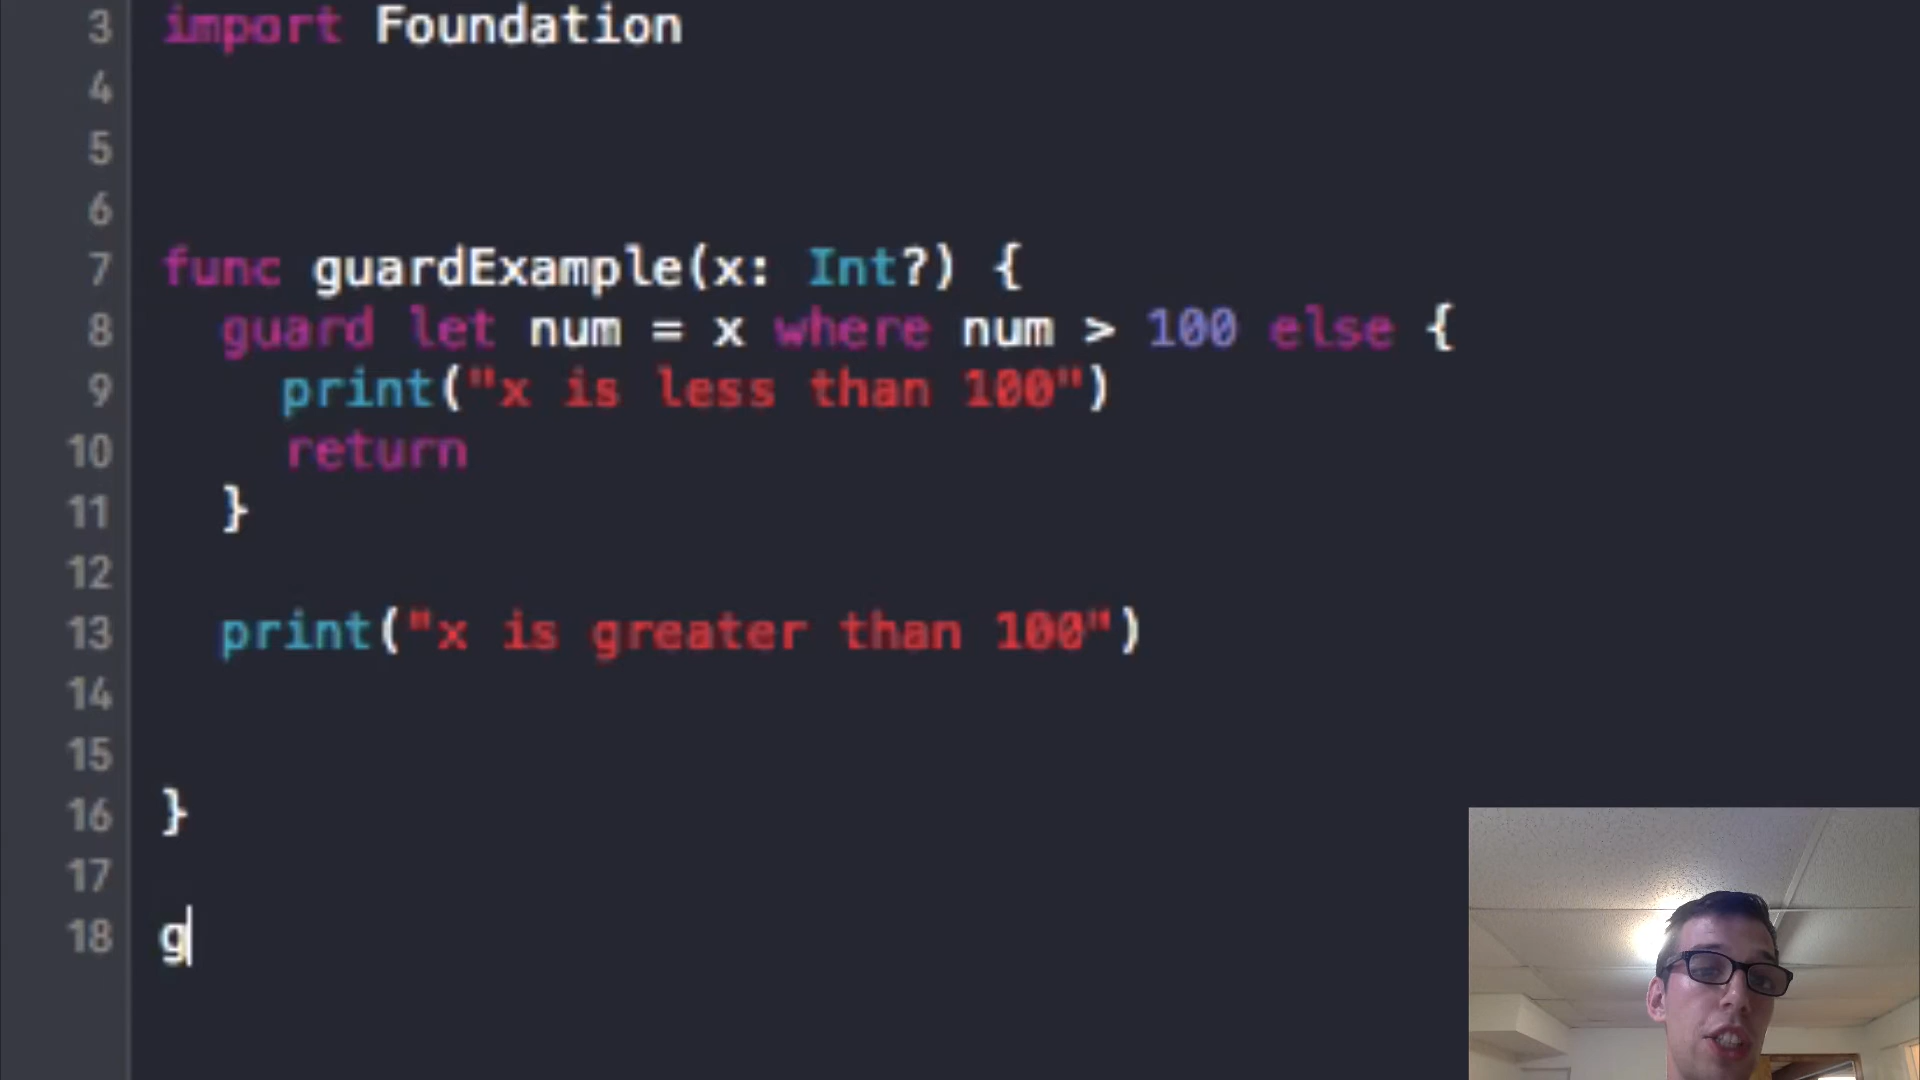 3 import Foundation
4
5
6
7 func guardExample(x: Int?) {
8 guard let num = x where num > 100 else {
9 print("x is less than 100")
10 return
11 }
12
13 print("x is greater than 100")
14
15
16 }
17
18 g